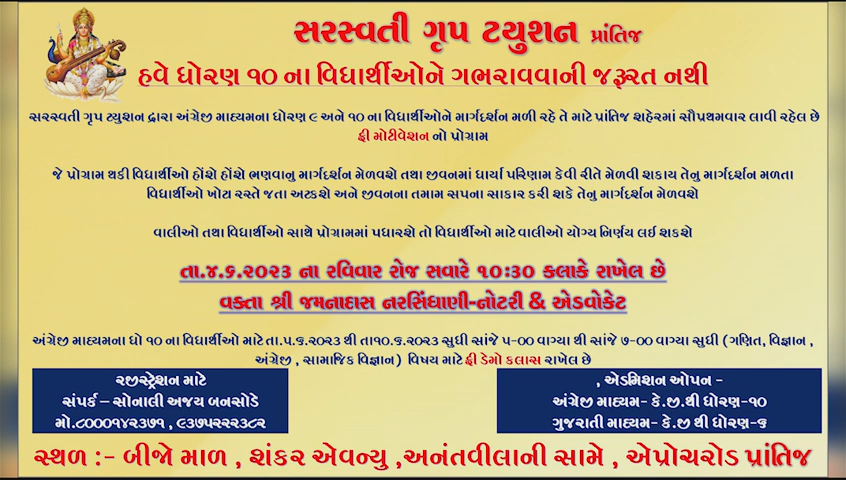 સરસ્વતી ગૃપ ટયુશન પ્રાંતિજ
હવે ધોરણ ૧૦ ના વિધાર્થીઓને ગભરાવવાની જરૂરત નથી
સરસ્વતી ગૃપ ટયુશન દ્વારા અંગ્રેજી માધ્યમના ધોરણ ૯ અને ૧૦ ના વિધાર્થીઓને માર્ગદર્શન મળી રહે તે માટે પ્રાંતિજ શહેરમાં સૌપ્રથમવાર લાવી રહેલ છે
ફ્રી મોટીવેશન નો પ્રોગ્રામ
જે પ્રોગ્રામ થકી વિધાર્થીઓ હોંશે હોંશે ભણવાનુ માર્ગદર્શન મેળવશે તથા જીવનમાં ધાર્યા પરિણામ કેવી રીતે મેળવી શકાય તેનુ માર્ગદર્શન મળતા
વિધાર્થીઓ ખોટા રસ્તે જતા અટકશે અને જીવનના તમામ સપના સાકાર કરી શકે તેનુ માર્ગદર્શન મેળવશે
વાલીઓ તથા વિધાર્થીઓ સાથે પ્રોગ્રામમાં પધારશે તો વિધાર્થીઓ માટે વાલીઓ યોગ્ય નિર્ણય લઈ શકશે
તા.૪.૬.૨૦૨૩ ના રવિવાર રોજ સવારે ૧૦:૩૦ કલાકે રાખેલ છે
વક્તા શ્રી જમનાદાસ નરસિંધાણી-નોટરી & એડવોકેટ
અંગ્રેજી માધ્યમના ધો ૧૦ ના વિધાર્થીઓ માટે તા.૫.૬.૨૦૨૩ થી તા૧૦.૬.૨૦૨૩ સુધી સાંજે ૫-૦૦ વાગ્યા થી સાંજે ૭-૦૦ વાગ્યા સુધી (ગણિત, વિજ્ઞાન ,
અંગ્રેજી , સામાજિક વિજ્ઞાન) વિષય માટે ફ્રી ડેમો કલાસ રાખેલ છે
રજીસ્ટ્રેશન માટે
સંપર્ક – સોનાલી અજય બનસોડે
મો.૮૦૦૦૧૪૨૩૭૧ , ૯૩૭૫૨૨૨૩૮૨
, એડમિશન ઓપન -
અંગ્રેજી માધ્યમ- કે.જી.થી ધોરણ-૧૦
ગુજરાતી માધ્યમ- કે.જી થી ધોરણ-૬
સ્થળ :- બીજો માળ , શંકર એવન્યુ ,અનંતવીલાની સામે , એપ્રોચરોડ પ્રાંતિજ